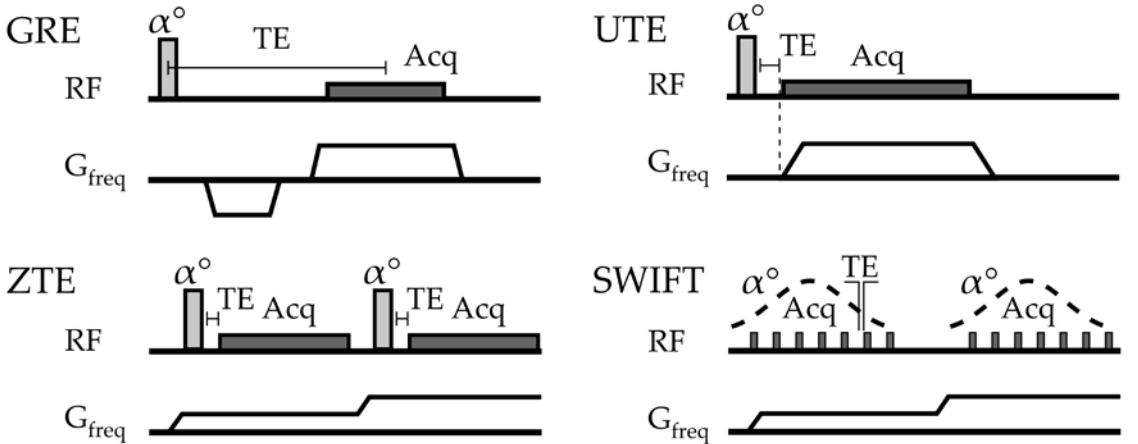 GRE
α°
TE
Acq
RF
G_freq
UTE
α°
TE
Acq
RF
G_freq
ZTE
α°
TE
Acq
α°
TE
Acq
RF
G_freq
SWIFT
α°
Acq
TE
α°
Acq
RF
G_freq